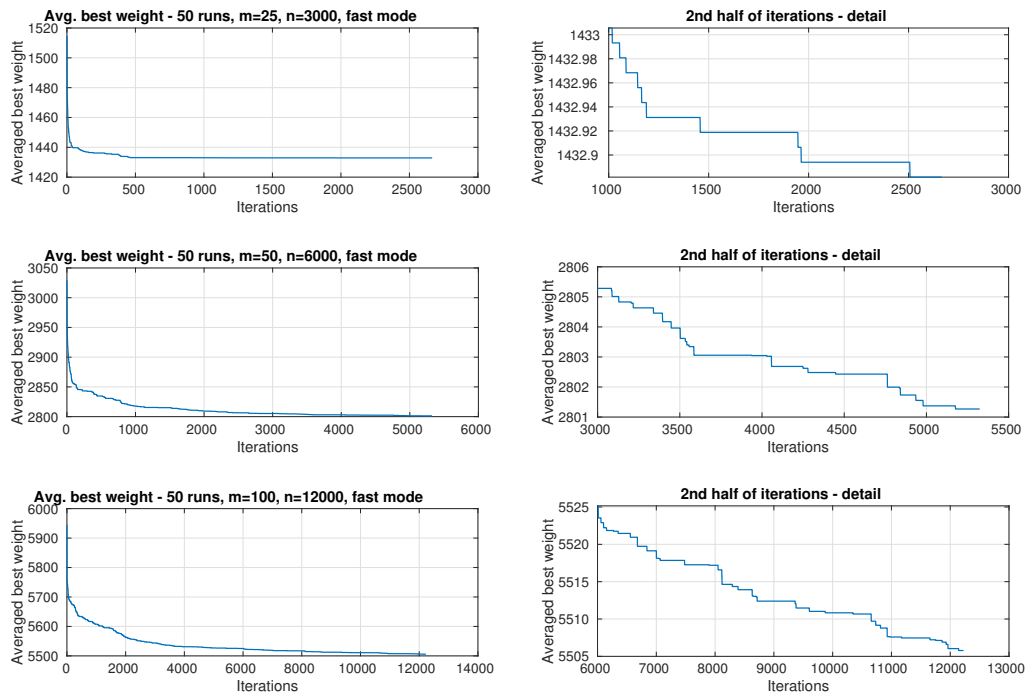 Avg. best weight - 50 runs, m=25, n=3000, fast mode
Averaged best weight
1520
1500
1480
1460
1440
1420
0 500 1000 1500 2000 2500 3000
Iterations
2nd half of iterations - detail
Averaged best weight
1433
1432.98
1432.96
1432.94
1432.92
1432.9
1000 1500 2000 2500 3000
Iterations
Avg. best weight - 50 runs, m=50, n=6000, fast mode
Averaged best weight
3050
3000
2950
2900
2850
2800
0 1000 2000 3000 4000 5000 6000
Iterations
2nd half of iterations - detail
Averaged best weight
2806
2805
2804
2803
2802
2801
3000 3500 4000 4500 5000 5500
Iterations
Avg. best weight - 50 runs, m=100, n=12000, fast mode
Averaged best weight
6000
5900
5800
5700
5600
5500
0 2000 4000 6000 8000 10000 12000 14000
Iterations
2nd half of iterations - detail
Averaged best weight
5525
5520
5515
5510
5505
6000 7000 8000 9000 10000 11000 12000 13000
Iterations